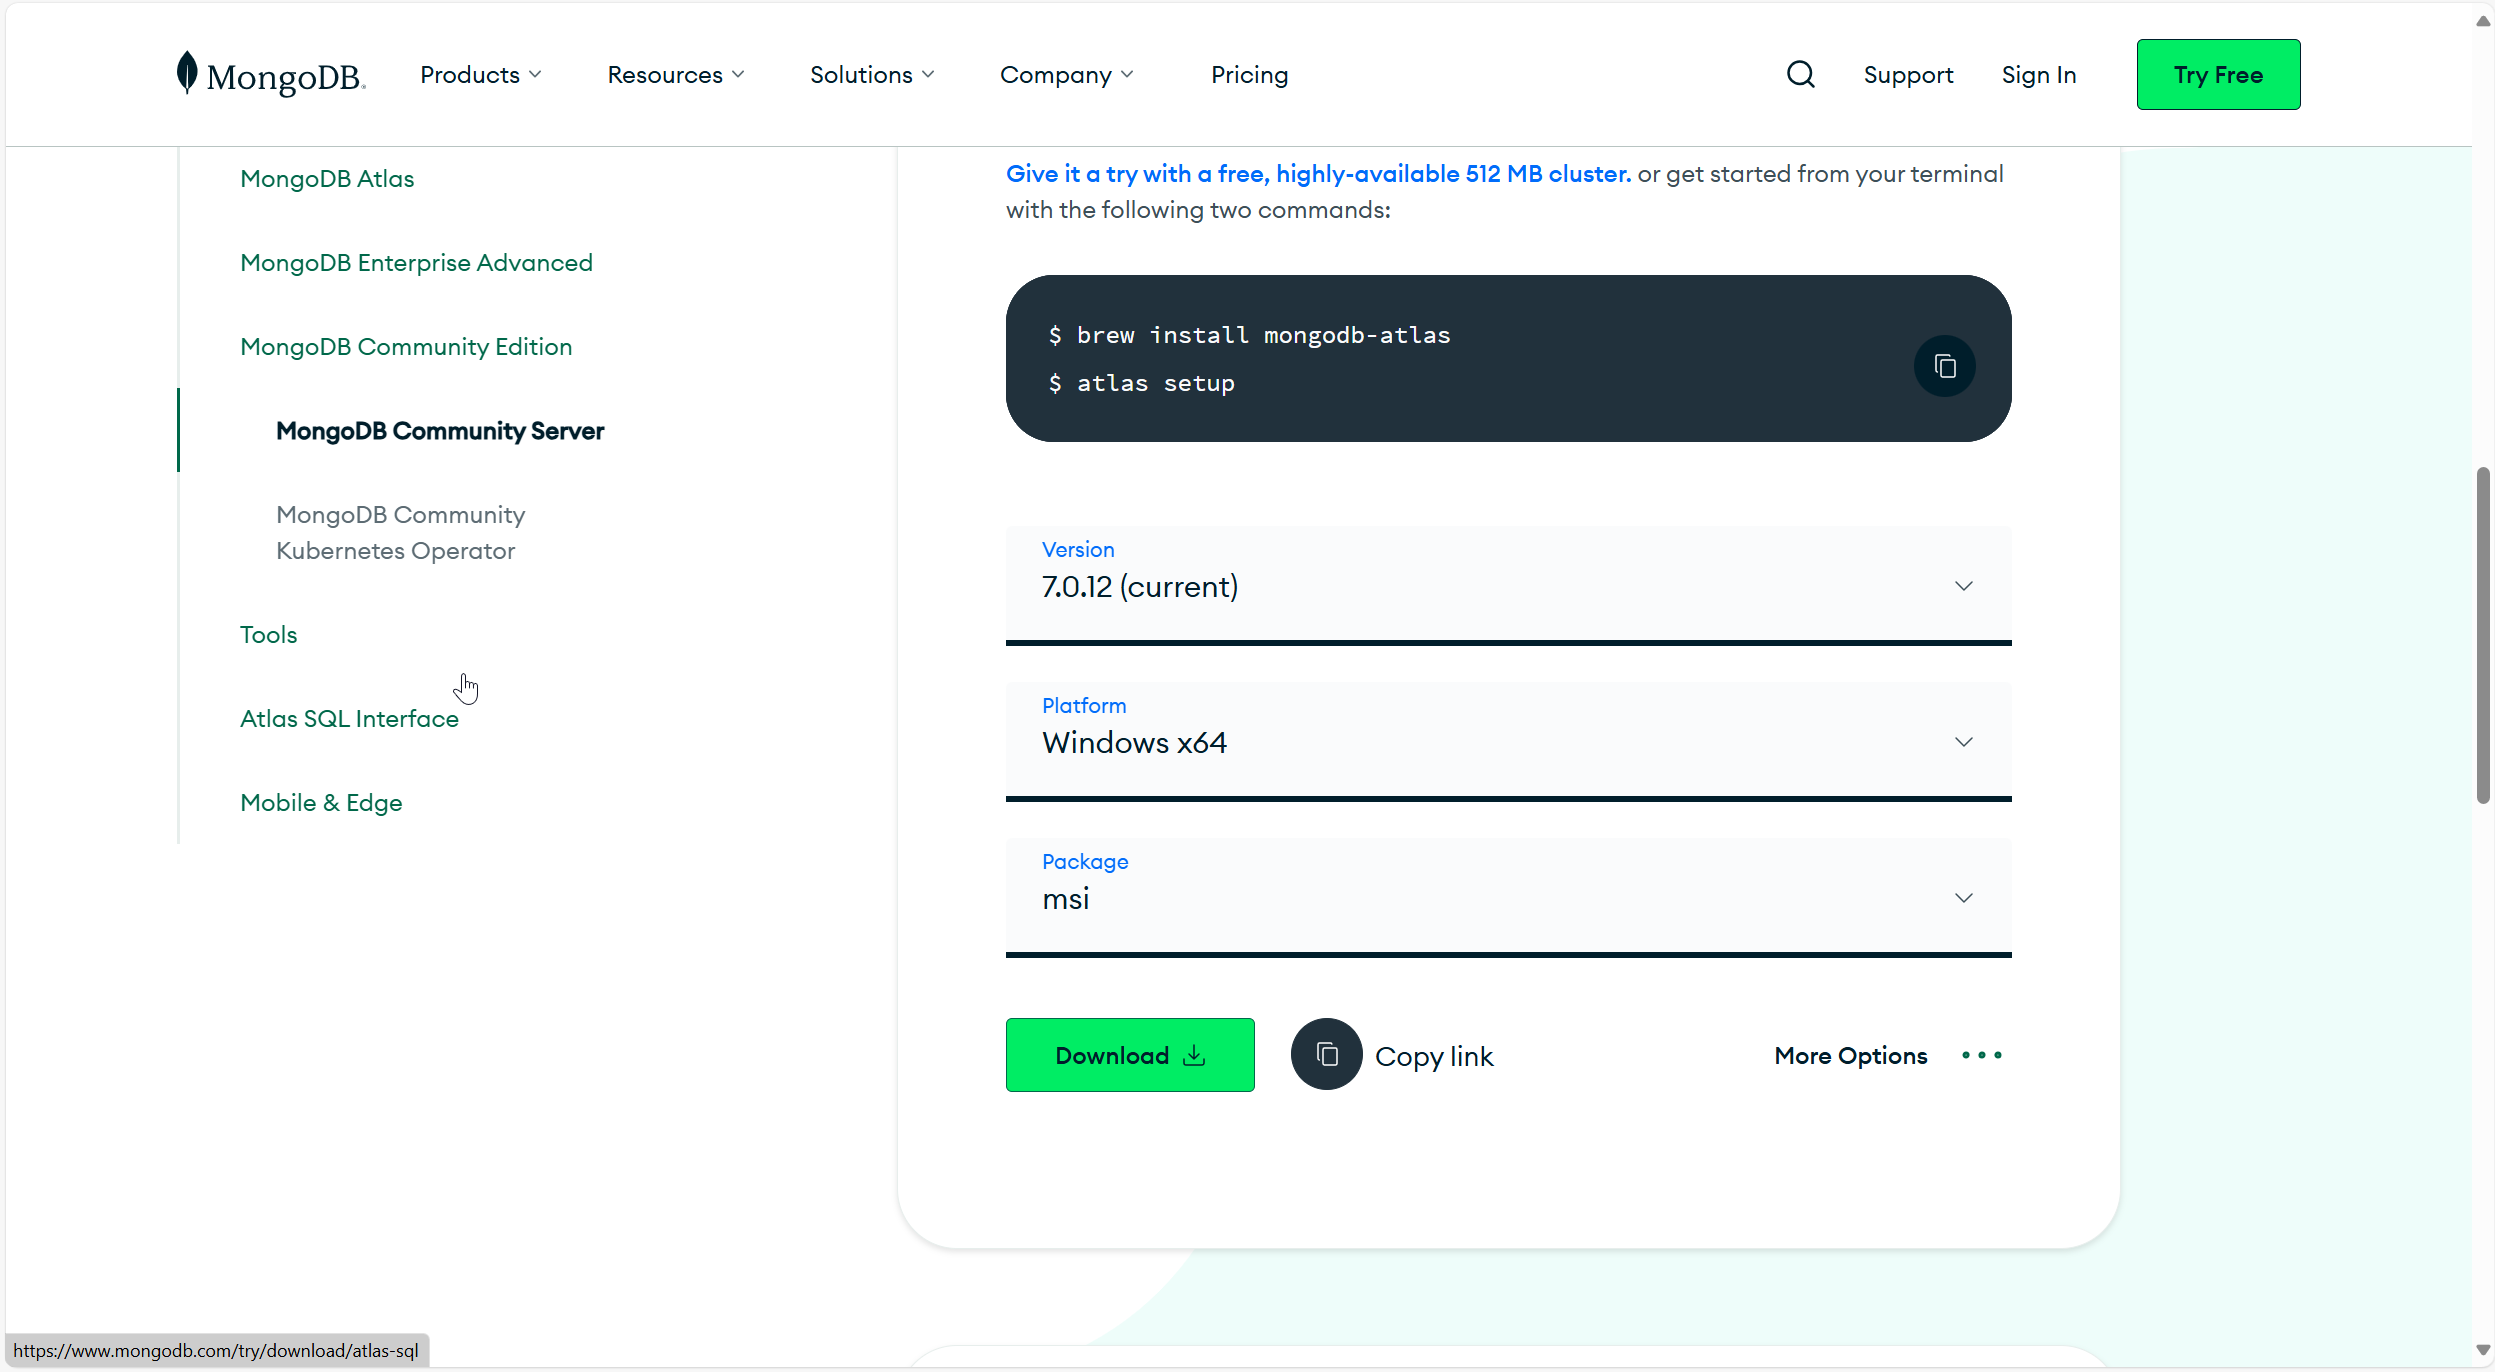 MongoDB.
Products
Resources
Solutions
Company
Pricing
Support
Sign In
Try Free
MongoDB Atlas
MongoDB Enterprise Advanced
MongoDB Community Edition
MongoDB Community Server
MongoDB Community
Kubernetes Operator
Tools
Atlas SQL Interface
Mobile & Edge
Give it a try with a free, highly-available 512 MB cluster. or get started from your terminal
with the following two commands:
$ brew install mongodb-atlas
$ atlas setup
Version
7.0.12 (current)
Platform
Windows x64
Package
msi
Download
Copy link
More Options
https://www.mongodb.com/try/download/atlas-sql